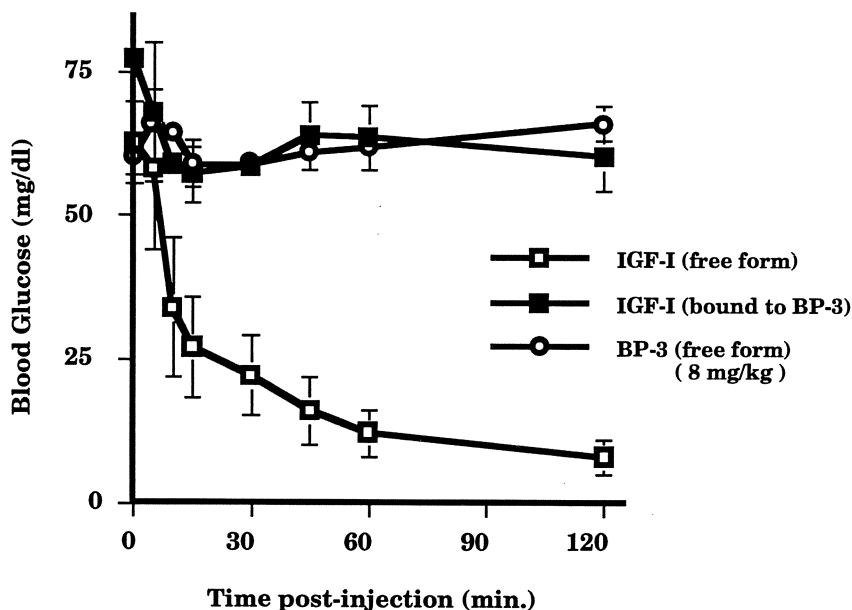 75
50
25
0
Blood Glucose (mg/dl)
IGF-I (free form)
IGF-I (bound to BP-3)
BP-3 (free form)
( 8 mg/kg )
0 30 60 90 120
Time post-injection (min.)